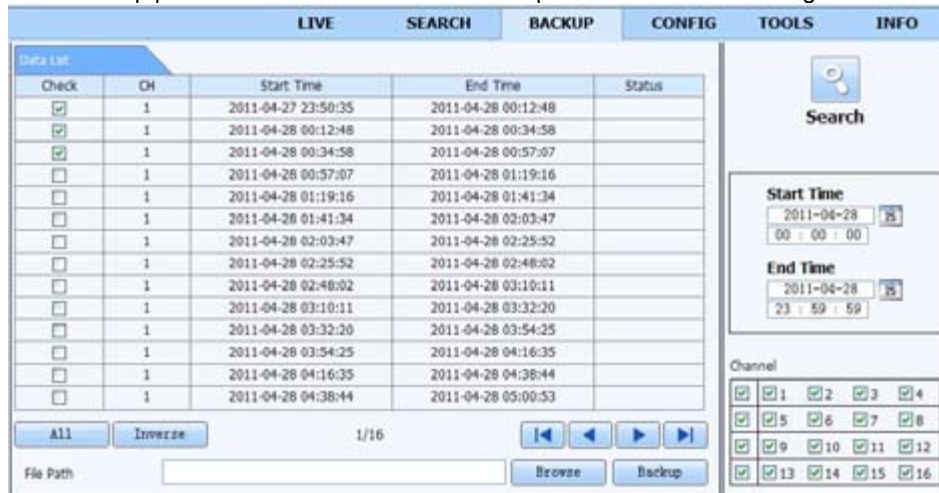 LIVE SEARCH BACKUP CONFIG TOOLS INFO
Data List
Check CH Start Time End Time Status
1 2011-04-27 23:50:35 2011-04-28 00:12:48
1 2011-04-28 00:12:48 2011-04-28 00:34:58
1 2011-04-28 00:34:58 2011-04-28 00:57:07
1 2011-04-28 00:57:07 2011-04-28 01:19:16
1 2011-04-28 01:19:16 2011-04-28 01:41:34
1 2011-04-28 01:41:34 2011-04-28 02:03:47
1 2011-04-28 02:03:47 2011-04-28 02:25:52
1 2011-04-28 02:25:52 2011-04-28 02:48:02
1 2011-04-28 02:48:02 2011-04-28 03:10:11
1 2011-04-28 03:10:11 2011-04-28 03:32:20
1 2011-04-28 03:32:20 2011-04-28 03:54:25
1 2011-04-28 03:54:25 2011-04-28 04:16:35
1 2011-04-28 04:16:35 2011-04-28 04:38:44
1 2011-04-28 04:38:44 2011-04-28 05:00:53
All Inverse 1/16
File Path Browze Backup
Search
Start Time
2011-04-28
00 : 00 : 00
End Time
2011-04-28
23 : 59 : 59
Channel
1 2 3 4
5 6 7 8
9 10 11 12
13 14 15 16